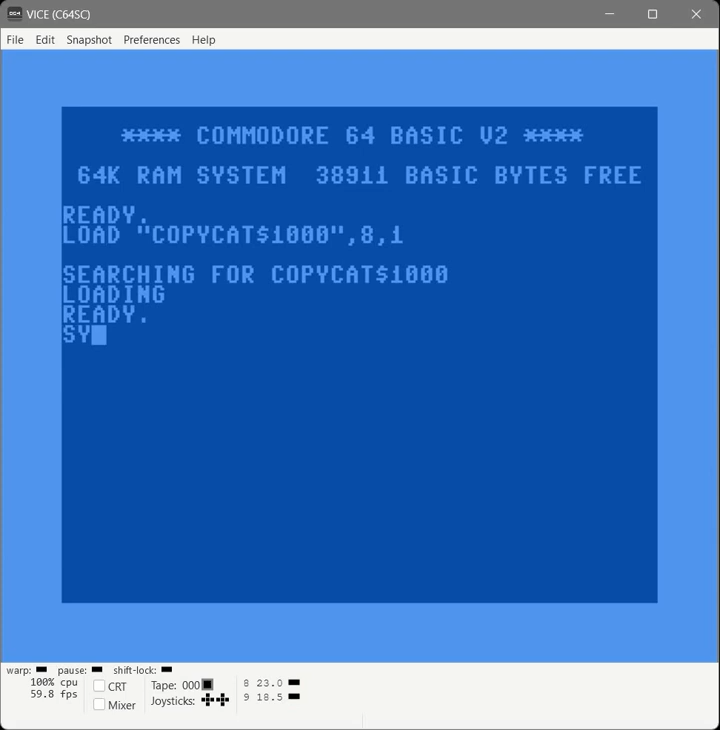 VICE (C64SC)
File Edit Snapshot Preferences Help
**** COMMODORE 64 BASIC V2 ****
64K RAM SYSTEM 38911 BASIC BYTES FREE
READY.
LOAD "COPYCAT$1000",8,1
SEARCHING FOR COPYCAT$1000
LOADING
READY.
SY
warp: pause: shift-lock:
100% cpu
59.8 fps
CRT
Mixer
Tape: 000
Joysticks:
8 23.0
9 18.5